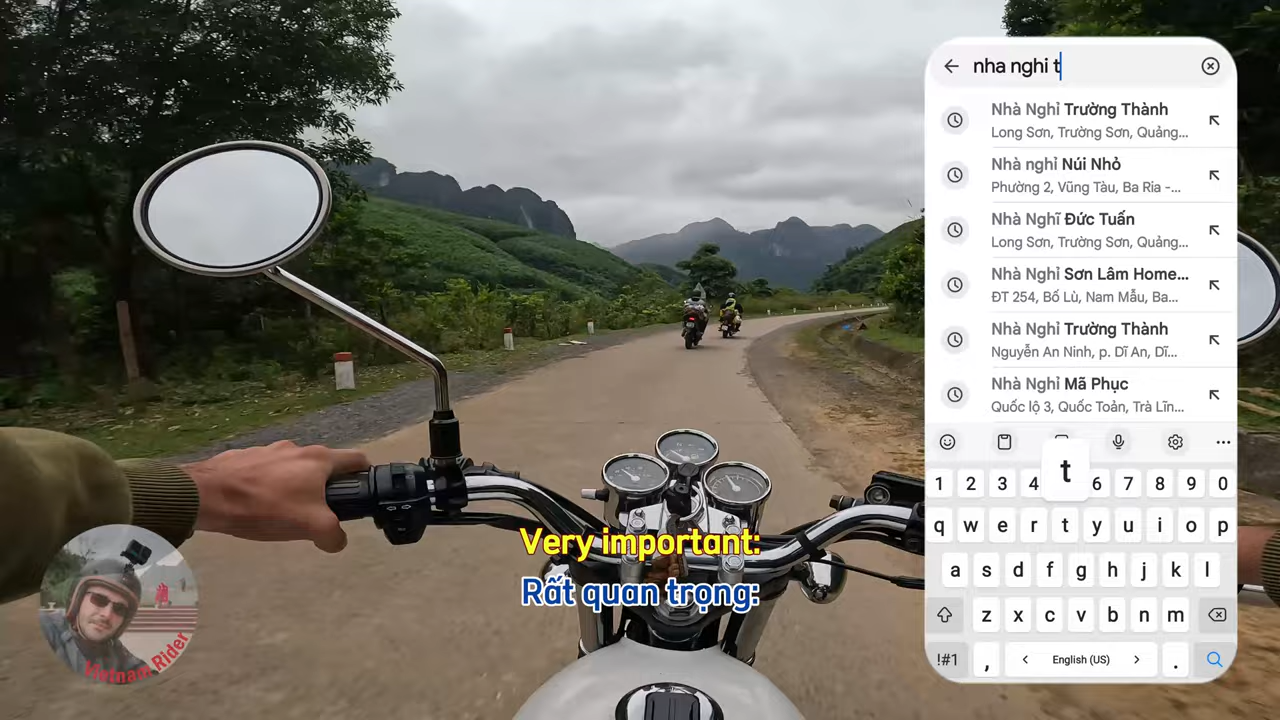 nha nghi t
Nhà Nghỉ Trường Thành
Long Sơn, Trường Sơn, Quảng...
Nhà nghỉ Núi Nhỏ
Phường 2, Vũng Tàu, Ba Ria -...
Nhà Nghĩ Đức Tuấn
Long Sơn, Trường Sơn, Quảng...
Nhà Nghỉ Sơn Lâm Home...
ĐT 254, Bố Lù, Nam Mẫu, Ba...
Nhà Nghỉ Trường Thành
Nguyễn An Ninh, p. Dĩ An, Dĩ...
Nhà Nghỉ Mã Phục
Quốc lộ 3, Quốc Toản, Trà Lĩn...
t
1 2 3 4 6 7 8 9 0
q w e r t y u i o p
a s d f g h j k l
z x c v b n m
!#1 , < English (US) > .
Very important:
Rất quan trọng:
Vietnam Rider